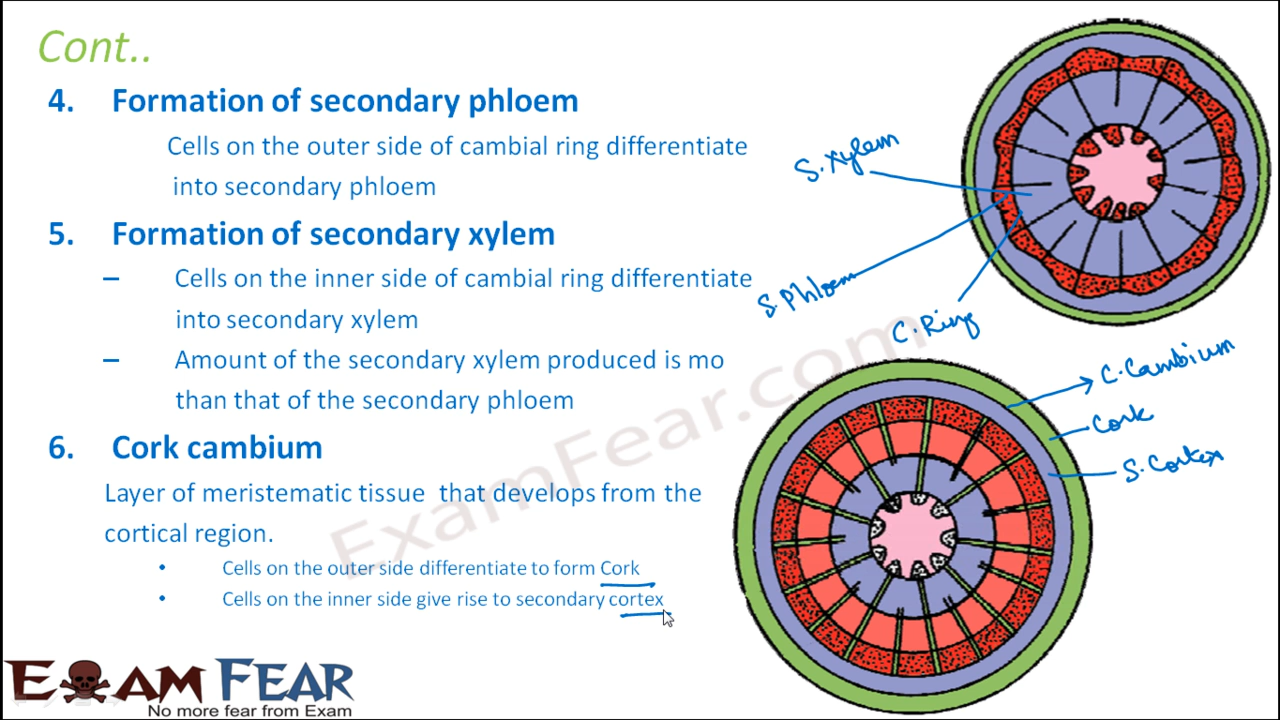 Cont..
4. Formation of secondary phloem
Cells on the outer side of cambial ring differentiate
into secondary phloem
5. Formation of secondary xylem
– Cells on the inner side of cambial ring differentiate
into secondary xylem
– Amount of the secondary xylem produced is mo
than that of the secondary phloem
6. Cork cambium
Layer of meristematic tissue that develops from the
cortical region.
• Cells on the outer side differentiate to form Cork
• Cells on the inner side give rise to secondary cortex
S. Xylem
S. Phloem
C. Ring
C. Cambium
Cork
S. Cortex
ExamFear.com
EXAM FEAR
No more fear from Exam